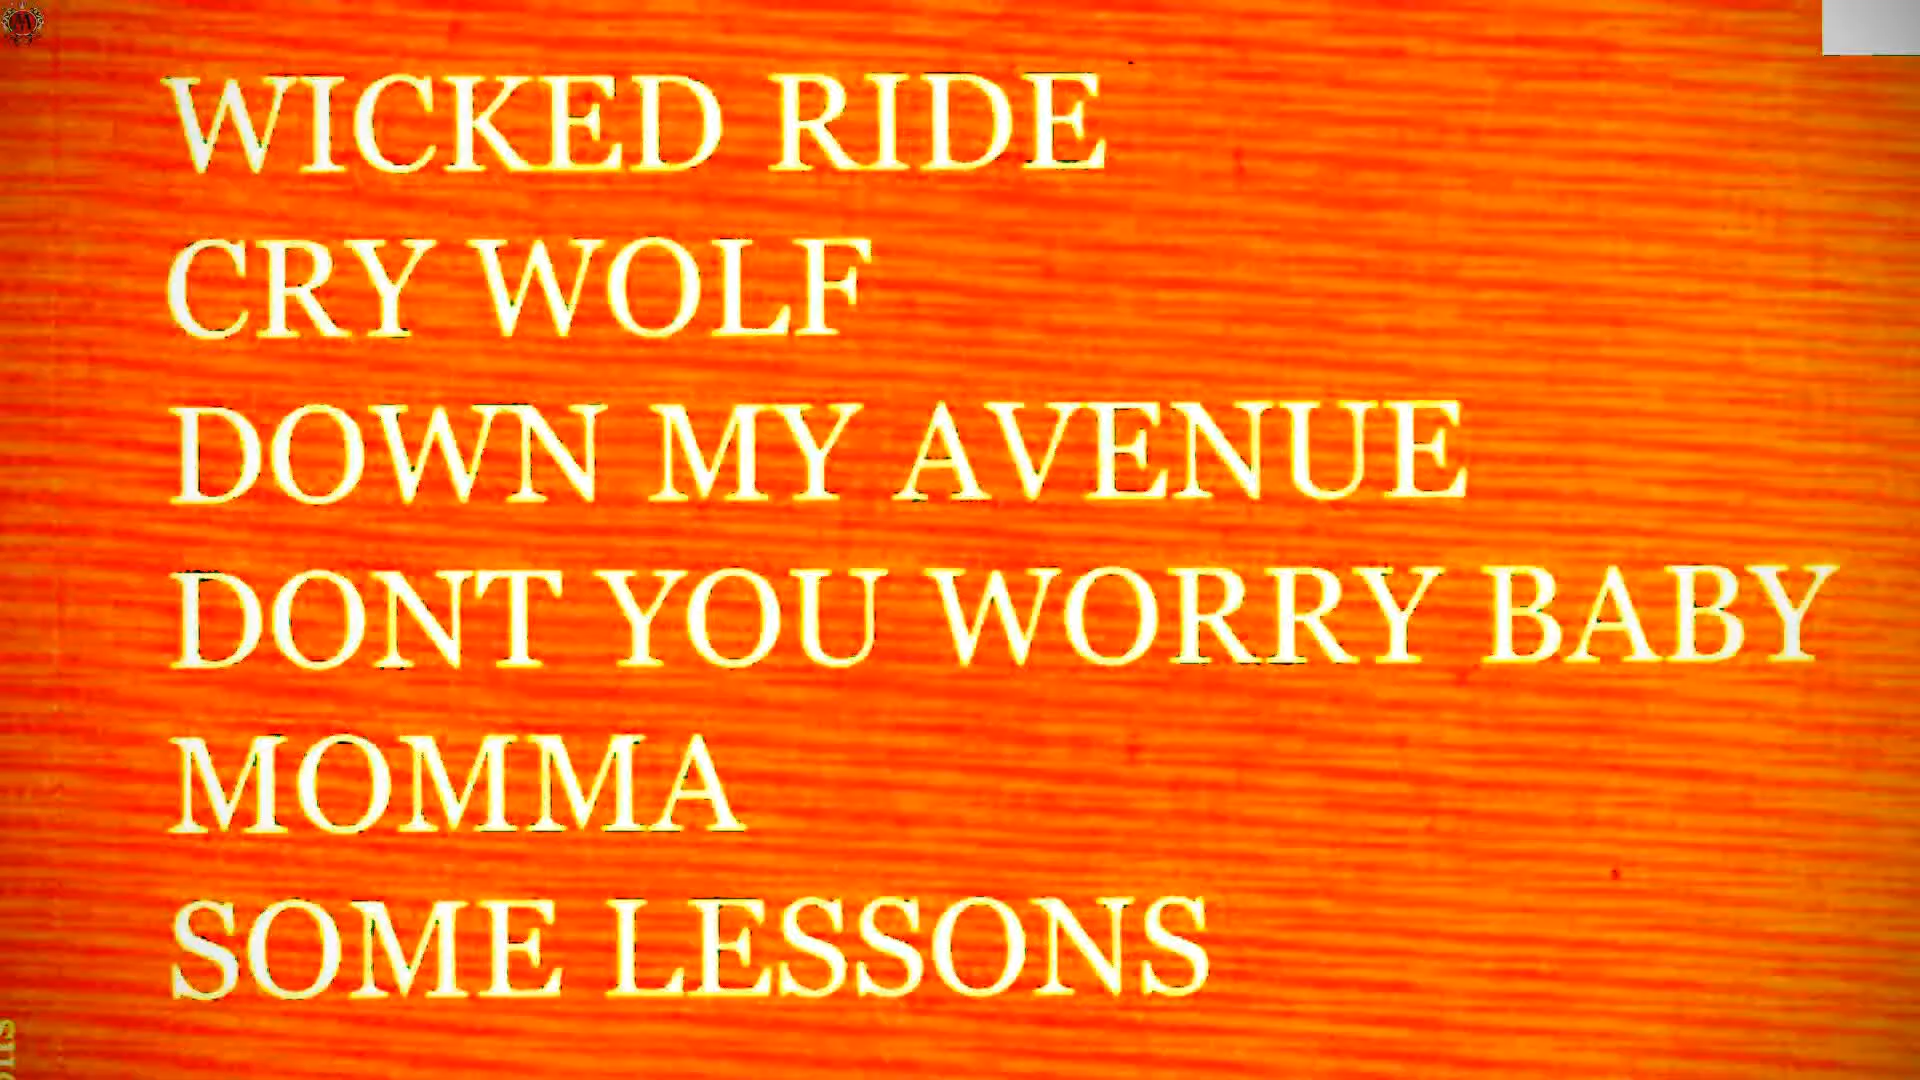 WICKED RIDE
CRY WOLF
DOWN MY AVENUE
DONT YOU WORRY BABY
MOMMA
SOME LESSONS